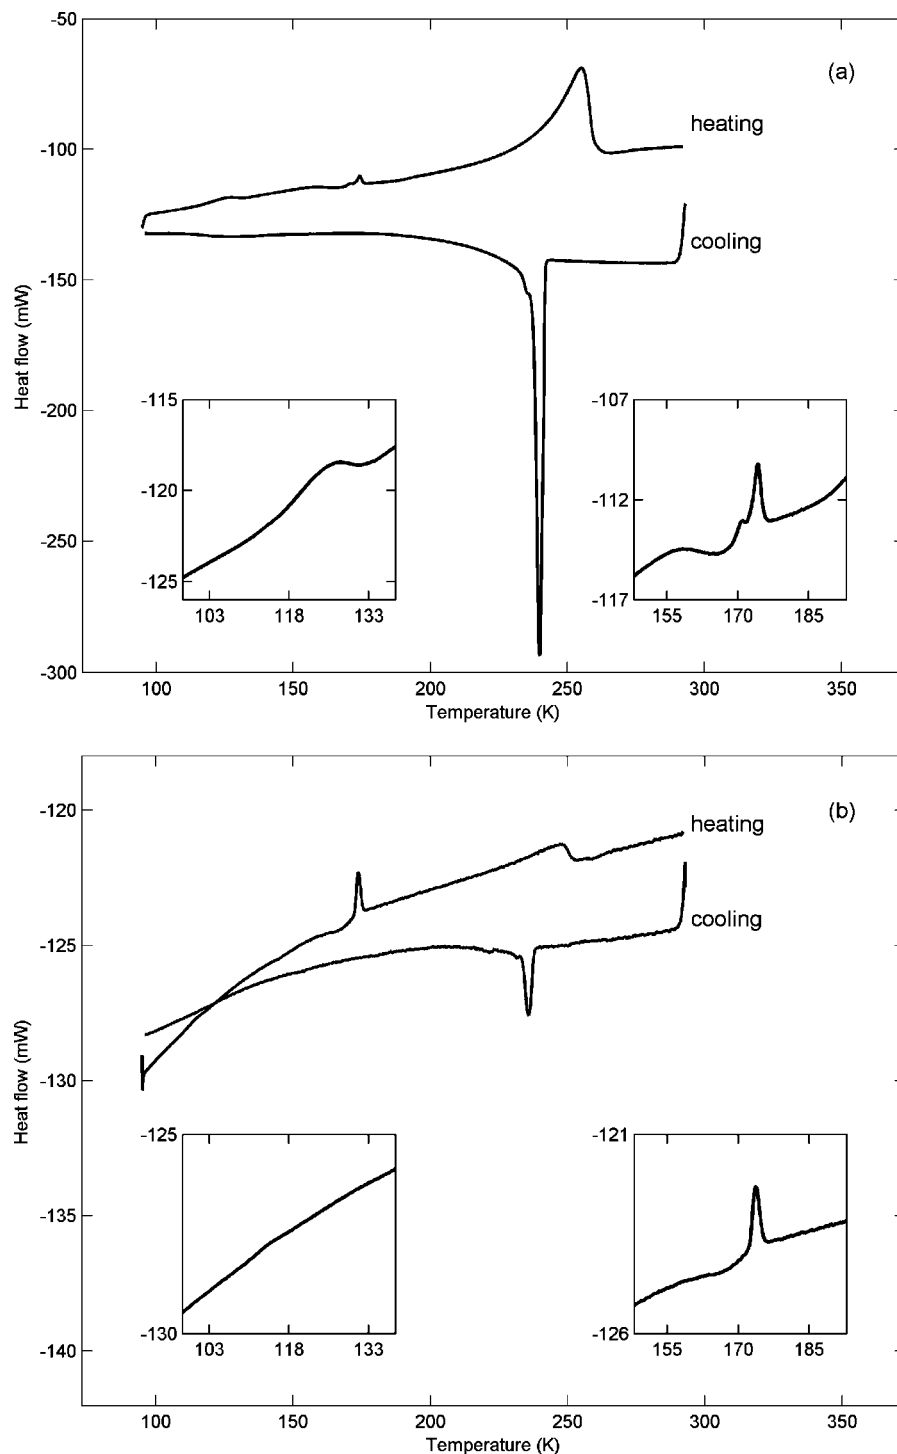 -50
(a)
heating
-100
cooling
-150
Heat flow (mW)
-200
-250
-300
-115
-120
-125
103 118 133
-107
-112
-117
155 170 185
100 150 200 250 300 350
Temperature (K)
(b)
-120
heating
cooling
-125
Heat flow (mW)
-130
-135
-140
-125
-130
103 118 133
-121
-126
155 170 185
100 150 200 250 300 350
Temperature (K)